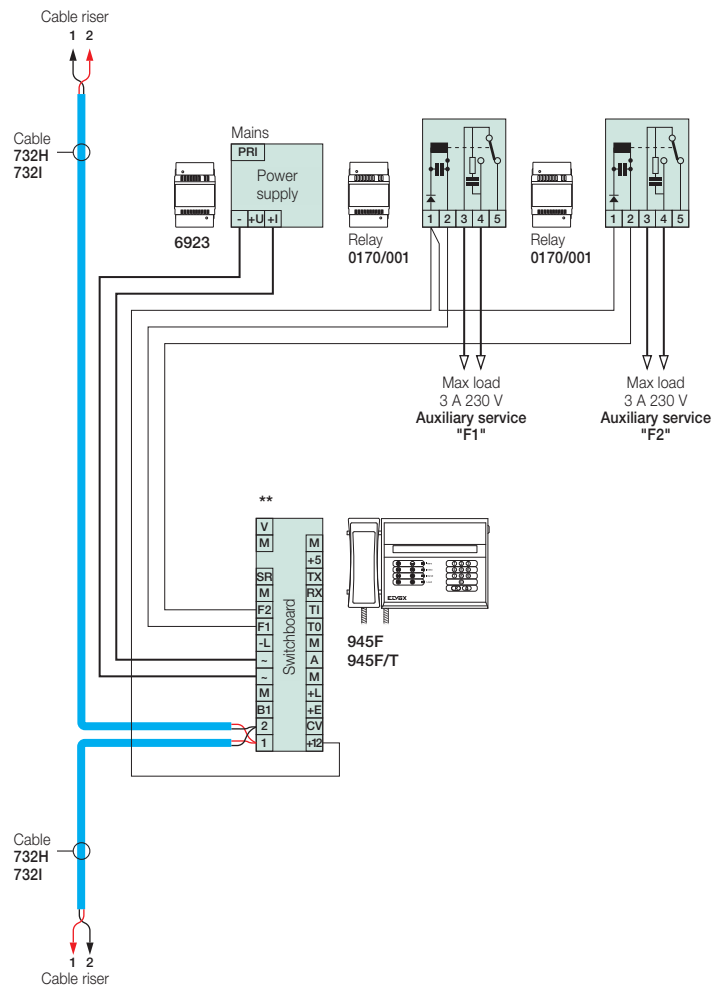 Cable riser
1 2
Cable
732H
732I
Mains
PRI
Power
supply
- +U +I
6923
Relay
0170/001
1 2 3 4 5
Relay
0170/001
1 2 3 4 5
Max load
3 A 230 V
Auxiliary service
"F1"
Max load
3 A 230 V
Auxiliary service
"F2"
**
V
M
SR
M
F2
F1
-L
~
~
M
B1
2
1
Switchboard
M
+5
TX
RX
TI
T0
M
A
M
+L
+E
CV
+12
ELVOX
945F
945F/T
Cable
732H
732I
1 2
Cable riser